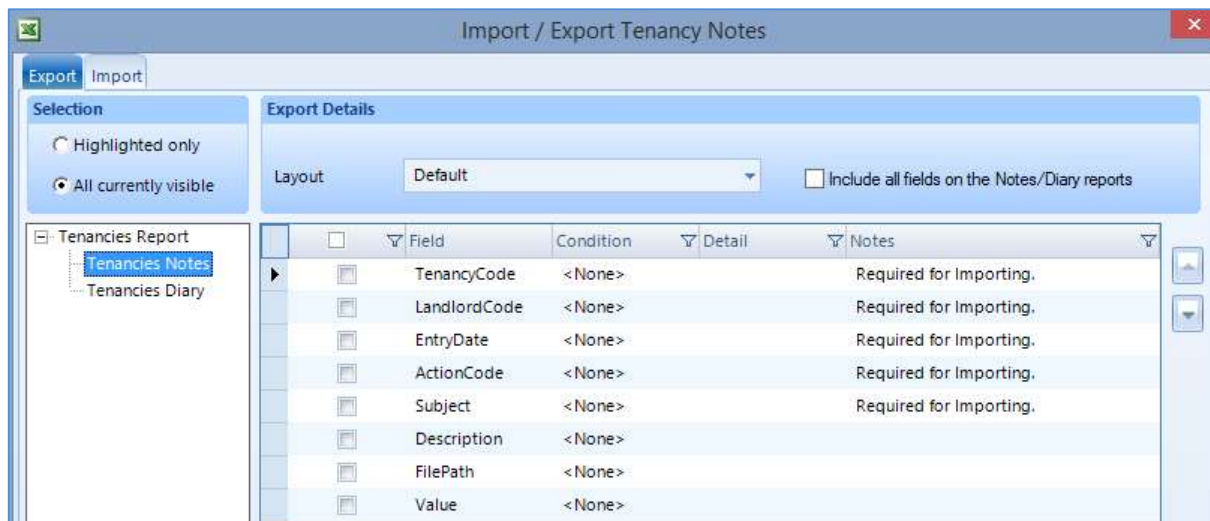 Import / Export Tenancy Notes
Export Import
Selection
Highlighted only
All currently visible
Export Details
Layout Default Include all fields on the Notes/Diary reports
Tenancies Report
Tenancies Notes
Tenancies Diary
Field Condition Detail Notes
TenancyCode <None> Required for Importing.
LandlordCode <None> Required for Importing.
EntryDate <None> Required for Importing.
ActionCode <None> Required for Importing.
Subject <None> Required for Importing.
Description <None>
FilePath <None>
Value <None>